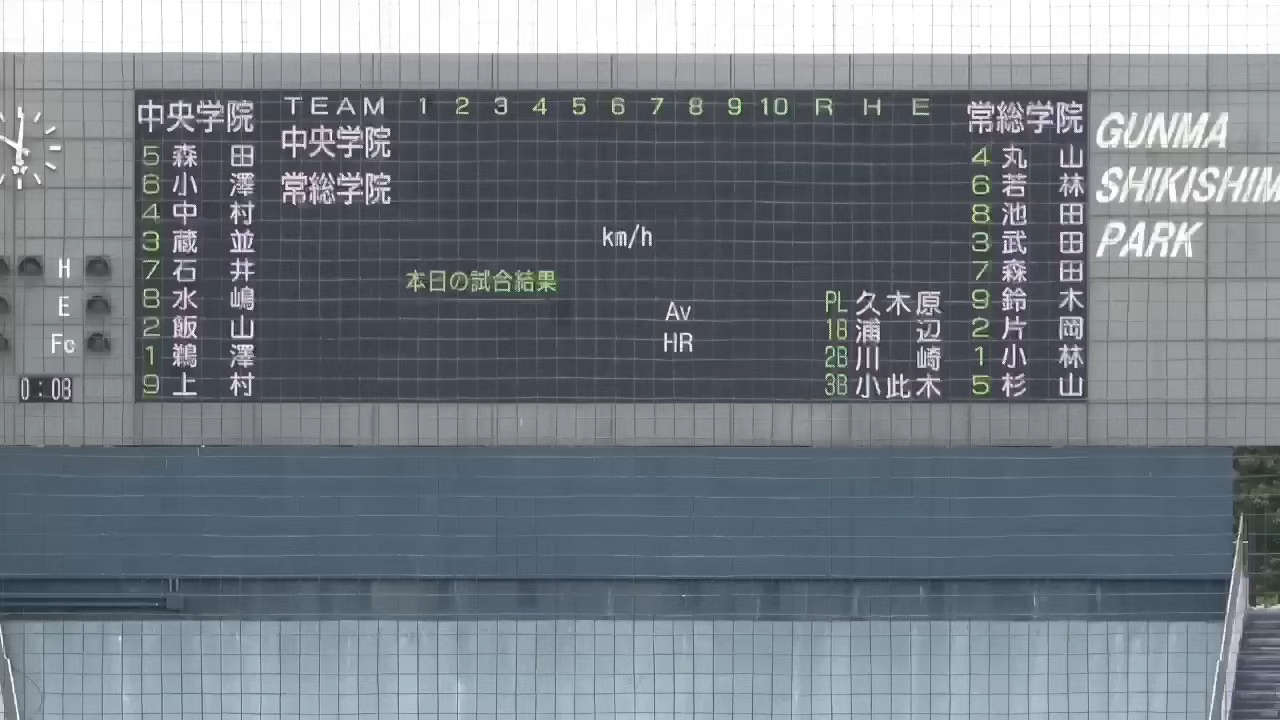 中央学院 TEAM 1 2 3 4 5 6 7 8 9 10 R H E 常総学院
中央学院
常総学院
5 森田
6 小澤
4 中村
3 蔵並
7 石井
8 水嶋
2 飯山
1 鵜澤
9 上村
km/h
本日の試合結果
Av
HR
PL 久木原
1B 浦辺
2B 川崎
3B 小此木
4 丸山
6 若林
8 池田
3 武田
7 森田
9 鈴木
2 片岡
1 小林
5 杉山
GUNMA
SHIKISHIM
PARK
H
E
Fc
0:08